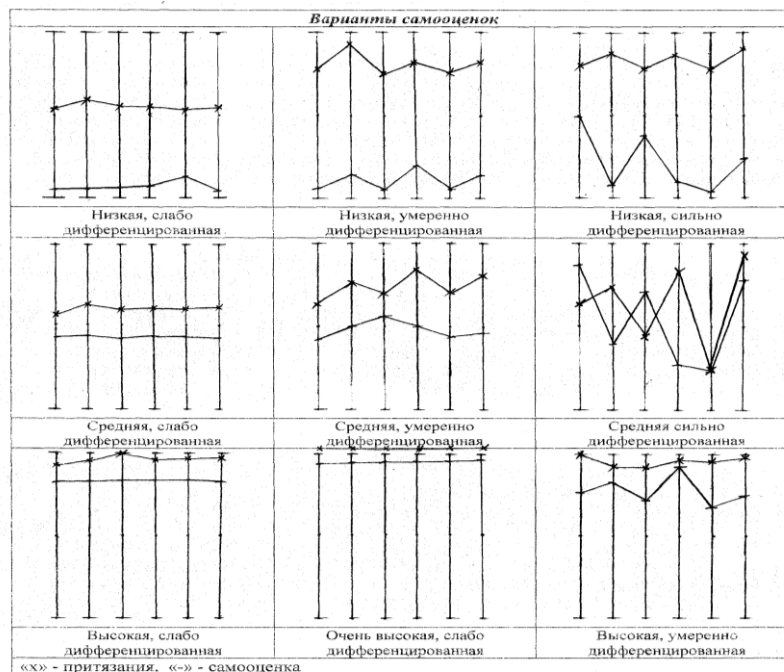 Варианты самооценок
Низкая, слабо
дифференцированная
Низкая, умеренно
дифференцированная
Низкая, сильно
дифференцированная
Средняя, слабо
дифференцированная
Средняя, умеренно
дифференцированная
Средняя сильно
дифференцированная
Высокая, слабо
дифференцированная
Очень высокая, слабо
дифференцированная
Высокая, умеренно
дифференцированная
«х» - притязания, «-» - самооценка